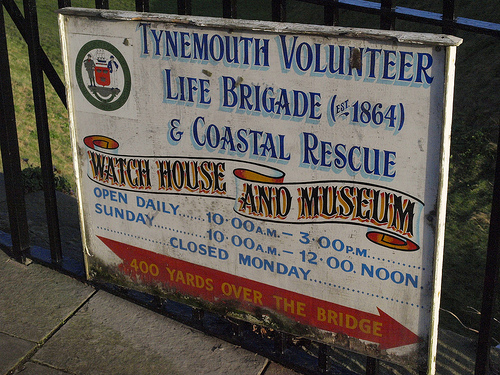 TYNEMOUTH VOLUNTEER
LIFE BRIGADE (EST. 1864)
& COASTAL RESCUE
WATCH HOUSE AND MUSEUM
OPEN DAILY..... 10·00A.M.– 3·00P.M.........
SUNDAY............ 10·00A.M.– 12·00. NOON
............ CLOSED MONDAY....................
400 YARDS OVER THE BRIDGE